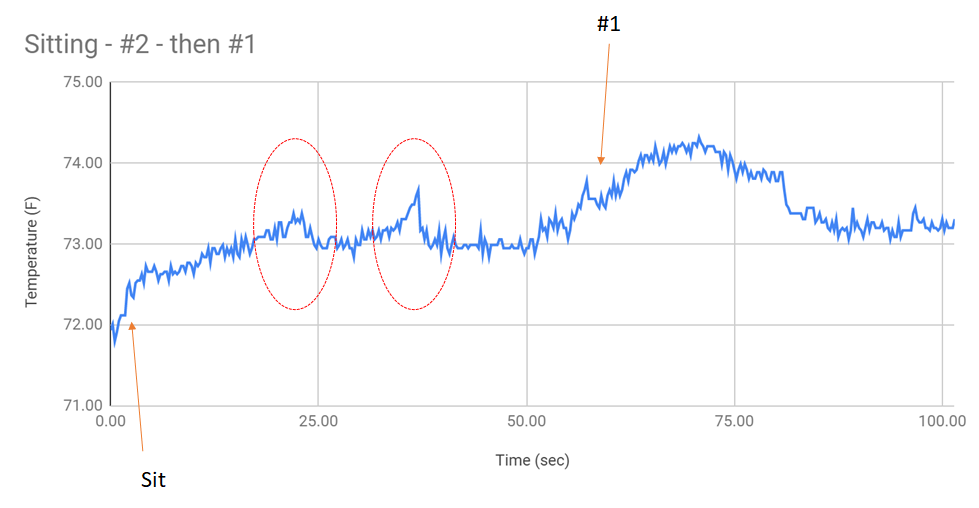 #1
Sitting - #2 - then #1
75.00
74.00
73.00
72.00
71.00
Temperature (F)
0.00 25.00 50.00 75.00 100.00
Time (sec)
Sit